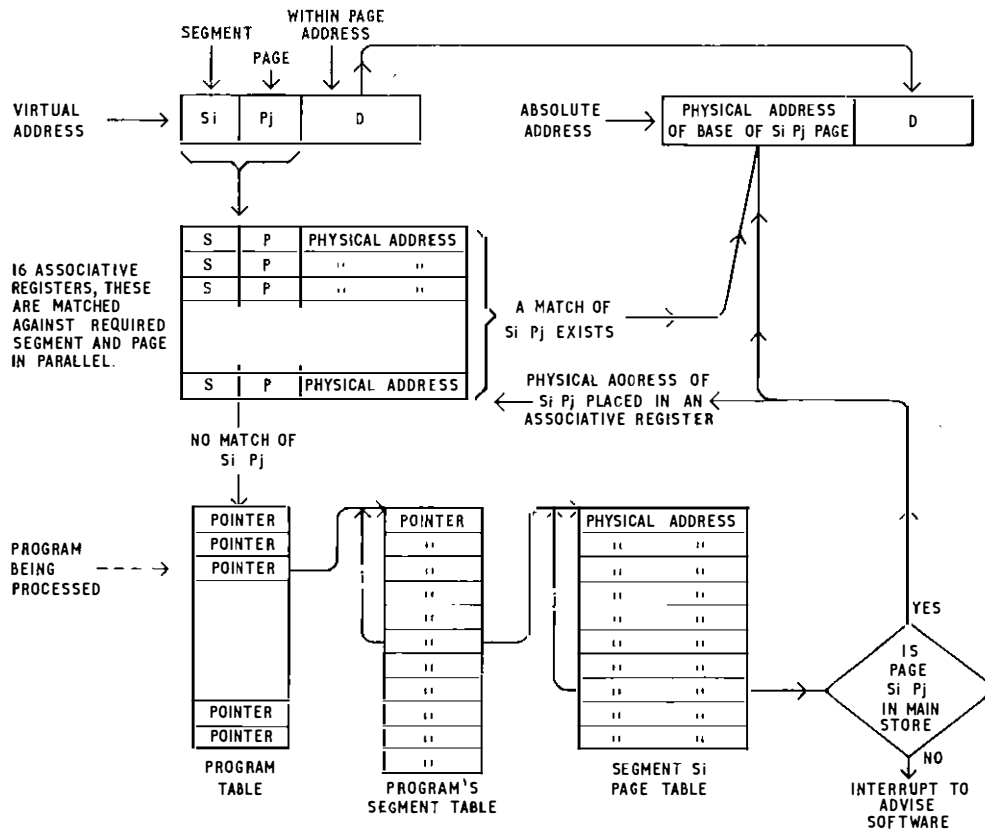 WITHIN PAGE
ADDRESS
SEGMENT
PAGE
VIRTUAL
ADDRESS
Si Pj D
ABSOLUTE
ADDRESS
PHYSICAL ADDRESS
OF BASE OF Si Pj PAGE
D
16 ASSOCIATIVE
REGISTERS, THESE
ARE MATCHED
AGAINST REQUIRED
SEGMENT AND PAGE
IN PARALLEL.
S P PHYSICAL ADDRESS
S P " "
S P " "
S P PHYSICAL ADDRESS
A MATCH OF
Si Pj EXISTS
PHYSICAL ADDRESS OF
Si Pj PLACED IN AN
ASSOCIATIVE REGISTER
NO MATCH OF
Si Pj
PROGRAM
BEING
PROCESSED
POINTER
POINTER
POINTER
POINTER
POINTER
PROGRAM
TABLE
POINTER
"
"
"
"
"
"
"
"
"
"
i
PROGRAM'S
SEGMENT TABLE
PHYSICAL ADDRESS
" "
" "
" "
" "
" "
" "
" "
" "
" "
j
SEGMENT Si
PAGE TABLE
YES
IS
PAGE
Si Pj
IN MAIN
STORE
NO
INTERRUPT TO
ADVISE
SOFTWARE